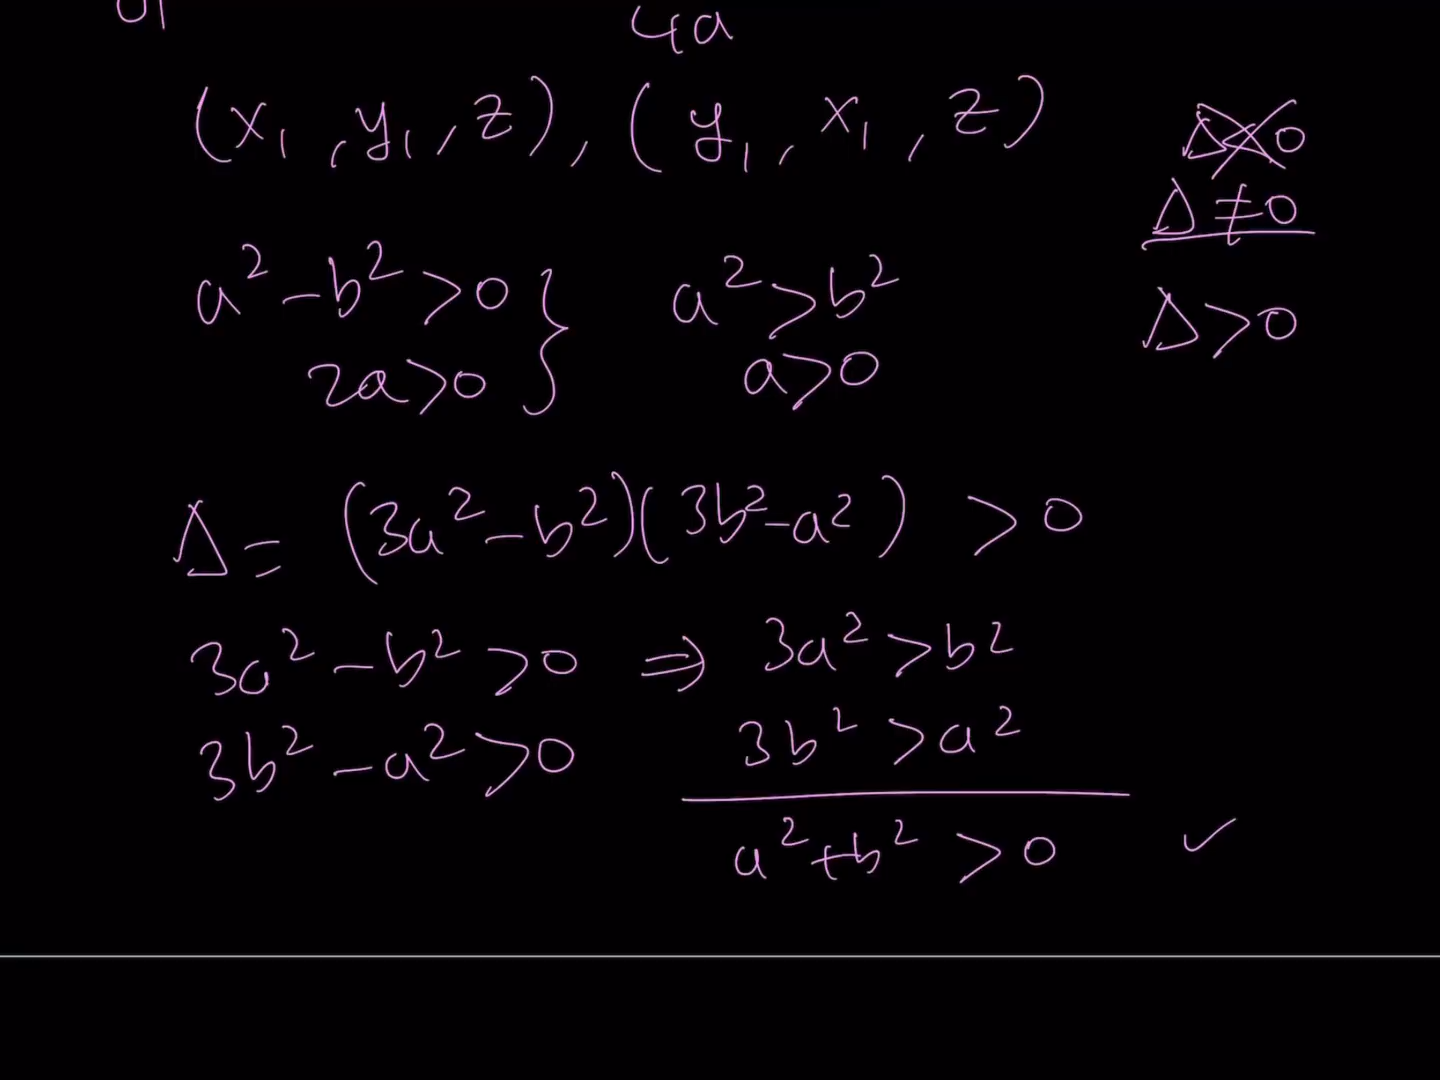 4a
(x₁, y₁, z), (y₁, x₁, z)
Δ<0
Δ≠0
Δ>0
a²-b²>0 } a²>b²
2a>0 a>0
Δ= (3a²-b²)(3b²-a²) >0
3a²-b²>0 ⇒ 3a²>b²
3b²-a²>0 3b²>a²
a²+b²>0 ✓